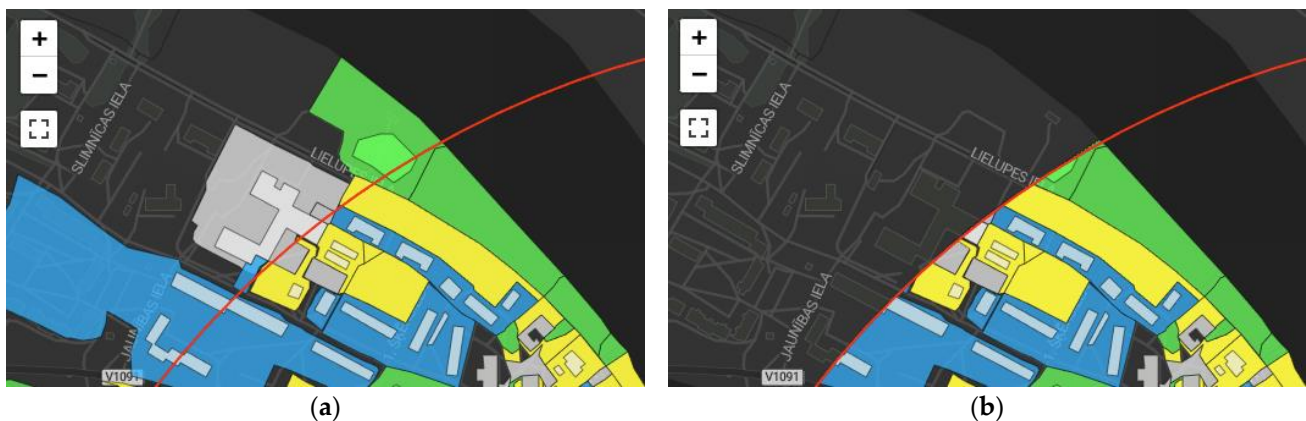 +
−
SLIMNĪCAS IELA
LIELUPES I
JAUNĪBAS IELA
V1091
(a)
+
−
SLIMNĪCAS IELA
LIELUPES I
JAUNĪBAS IELA
V1091
(b)